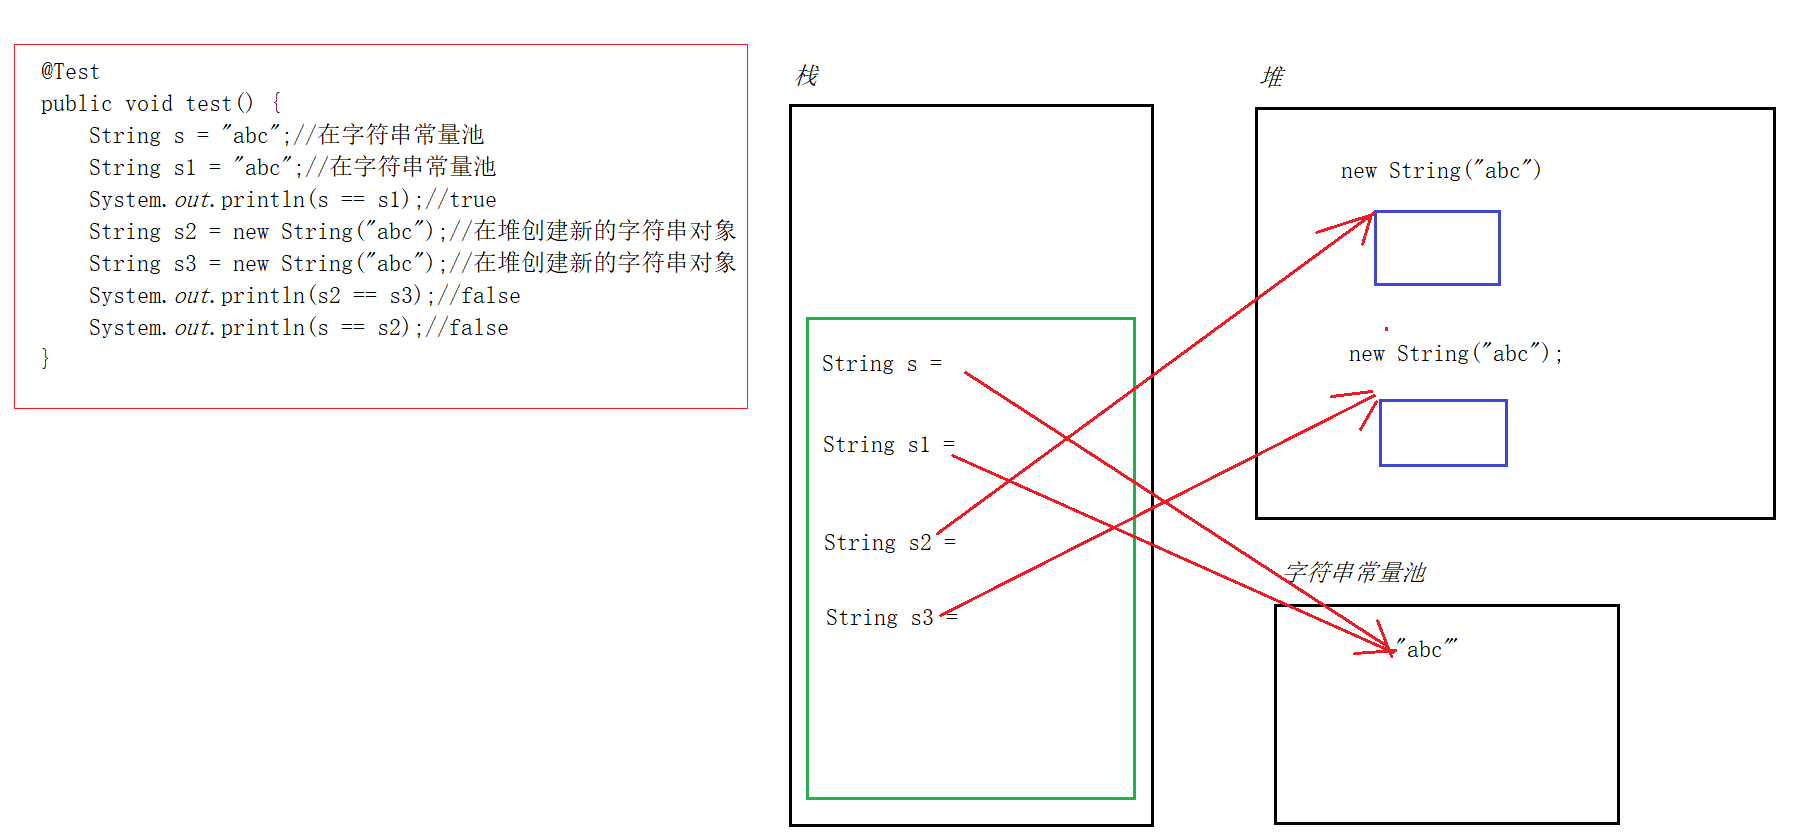 @Test
public void test() {
    String s = "abc";//在字符串常量池
    String s1 = "abc";//在字符串常量池
    System.out.println(s == s1);//true
    String s2 = new String("abc");//在堆创建新的字符串对象
    String s3 = new String("abc");//在堆创建新的字符串对象
    System.out.println(s2 == s3);//false
    System.out.println(s == s2);//false
}
栈
String s =
String s1 =
String s2 =
String s3 =
堆
new String("abc")
new String("abc");
字符串常量池
"abc"'